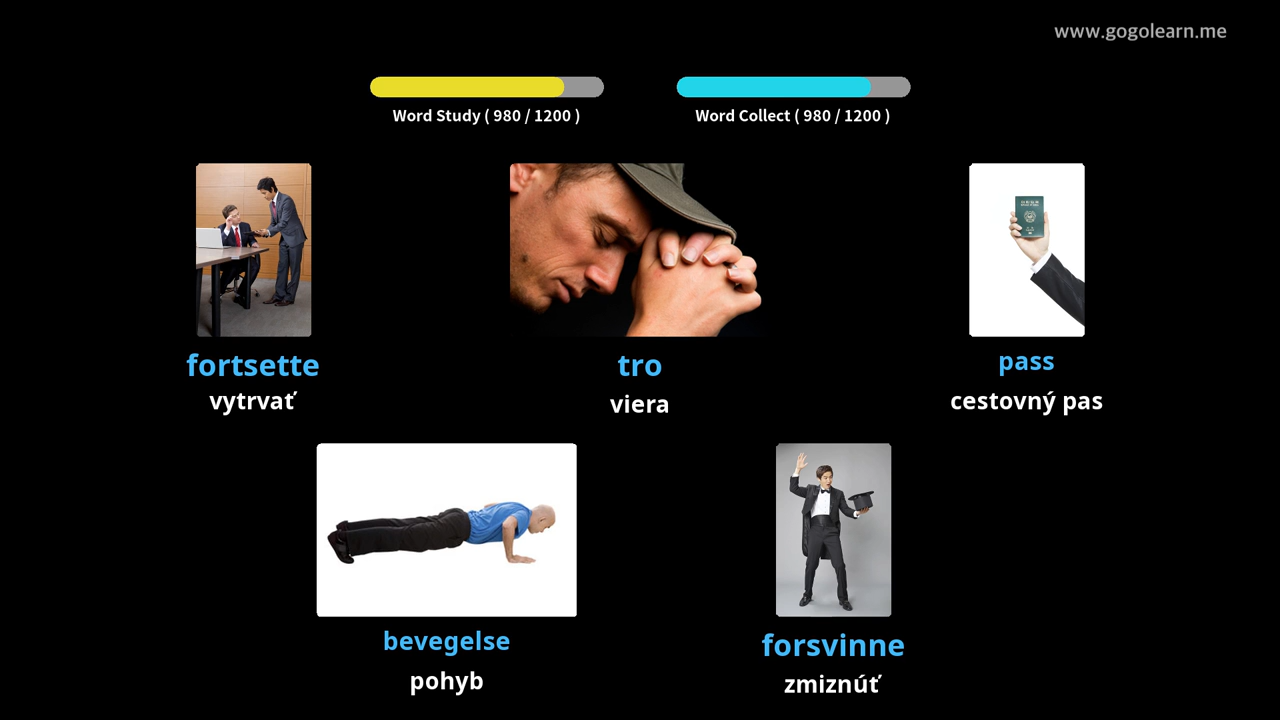 www.gogolearn.me
Word Study ( 980 / 1200 )
Word Collect ( 980 / 1200 )
fortsette
vytrvať
tro
viera
pass
cestovný pas
bevegelse
pohyb
forsvinne
zmiznúť